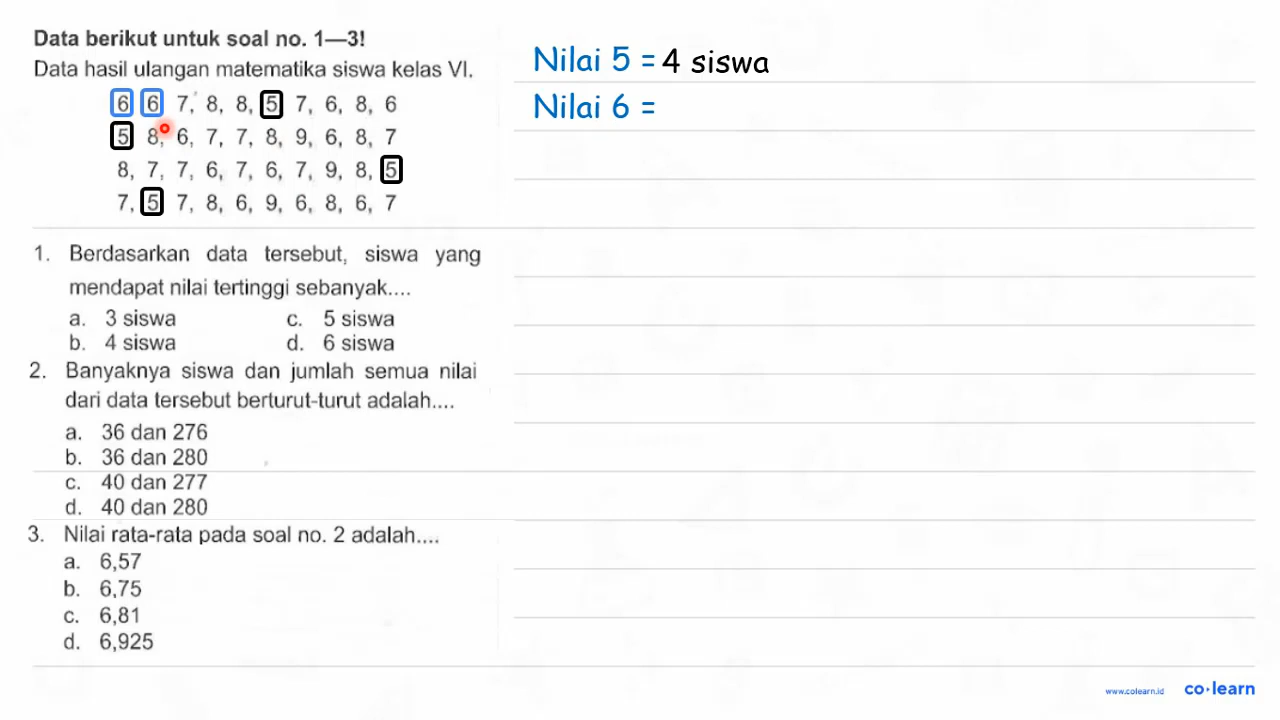 Data berikut untuk soal no. 1—3!
Data hasil ulangan matematika siswa kelas VI.
6 6 7, 8, 8, 5 7, 6, 8, 6
5 8, 6, 7, 7, 8, 9, 6, 8, 7
8, 7, 7, 6, 7, 6, 7, 9, 8, 5
7, 5 7, 8, 6, 9, 6, 8, 6, 7
1. Berdasarkan data tersebut, siswa yang
mendapat nilai tertinggi sebanyak....
a. 3 siswa c. 5 siswa
b. 4 siswa d. 6 siswa
2. Banyaknya siswa dan jumlah semua nilai
dari data tersebut berturut-turut adalah....
a. 36 dan 276
b. 36 dan 280
c. 40 dan 277
d. 40 dan 280
3. Nilai rata-rata pada soal no. 2 adalah....
a. 6,57
b. 6,75
c. 6,81
d. 6,925
Nilai 5 = 4 siswa
Nilai 6 =
www.colearn.id co·learn